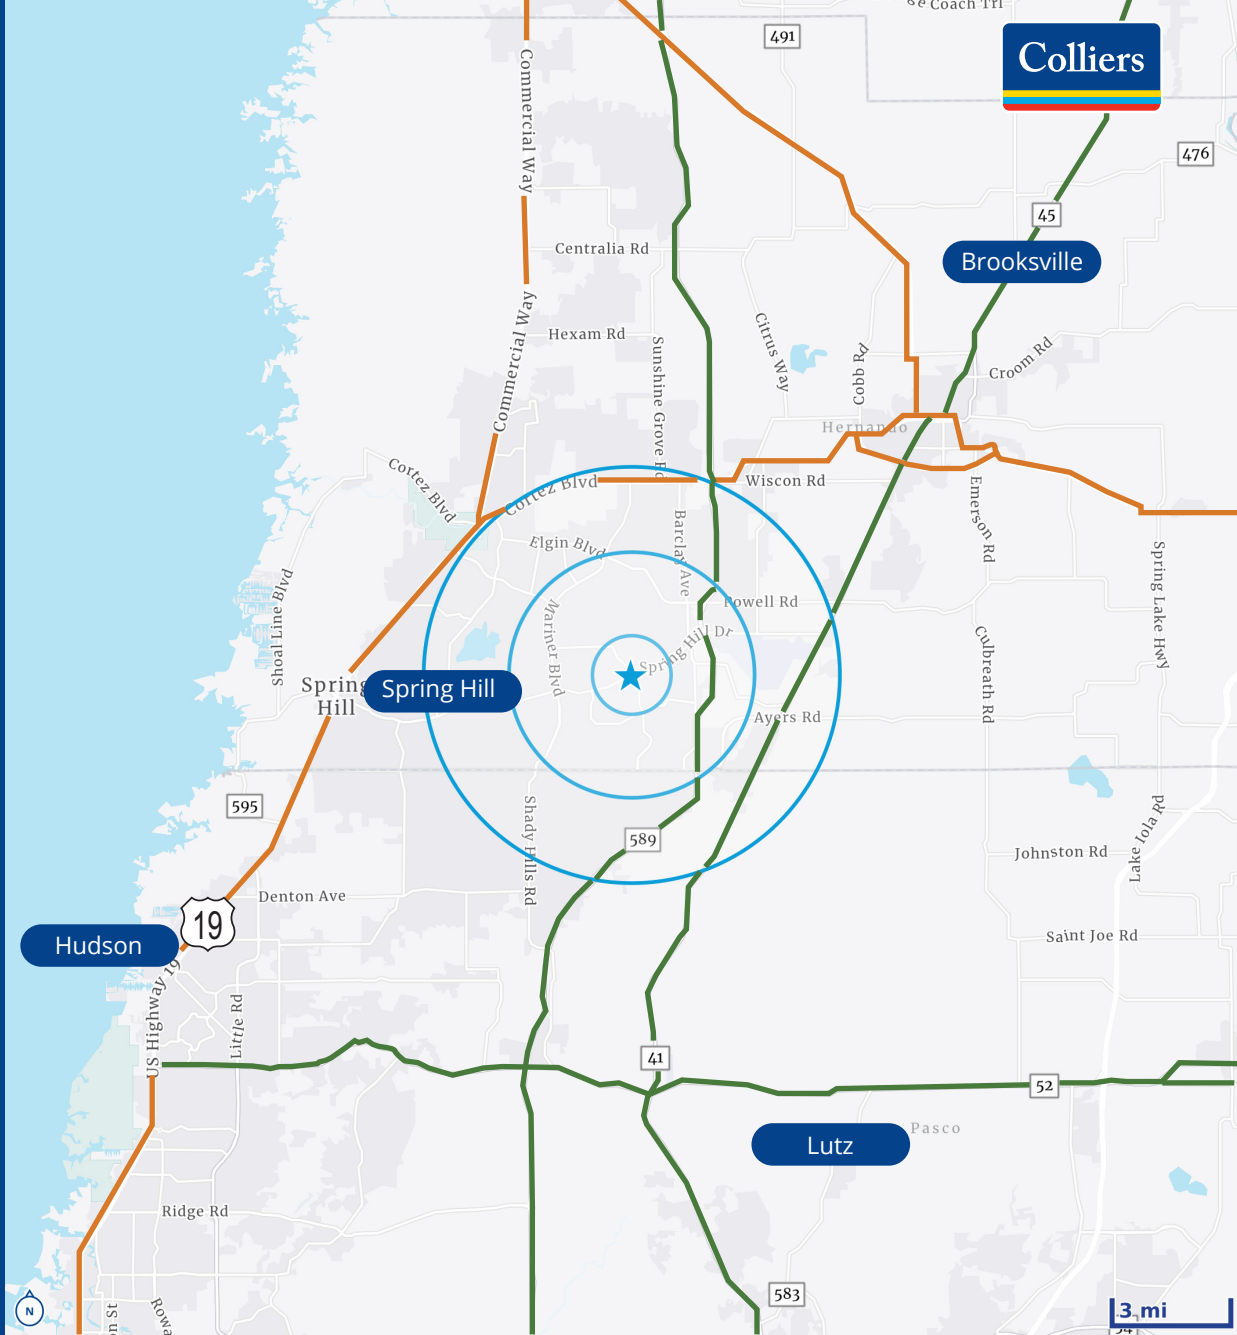 Coach Trl
491
Colliers
Commercial Way
476
45
Centralia Rd
Brooksville
Commercial Way
Hexam Rd
Citrus Way
Sunshine Grove Rd
Cobb Rd
Croom Rd
Hernando
Cortez Blvd
Cortez Blvd
Wiscon Rd
Emerson Rd
Barclay Ave
Elgin Blvd
Spring Lake Hwy
Shoal Line Blvd
Mariner Blvd
Powell Rd
Spring Hill Dr
Culbreath Rd
Spring
Hill
Spring Hill
Ayers Rd
595
Shady Hills Rd
589
Lake Iola Rd
Johnston Rd
Denton Ave
19
Hudson
Saint Joe Rd
US Highway 19
Little Rd
41
52
Pasco
Lutz
Ridge Rd
583
N
3 mi